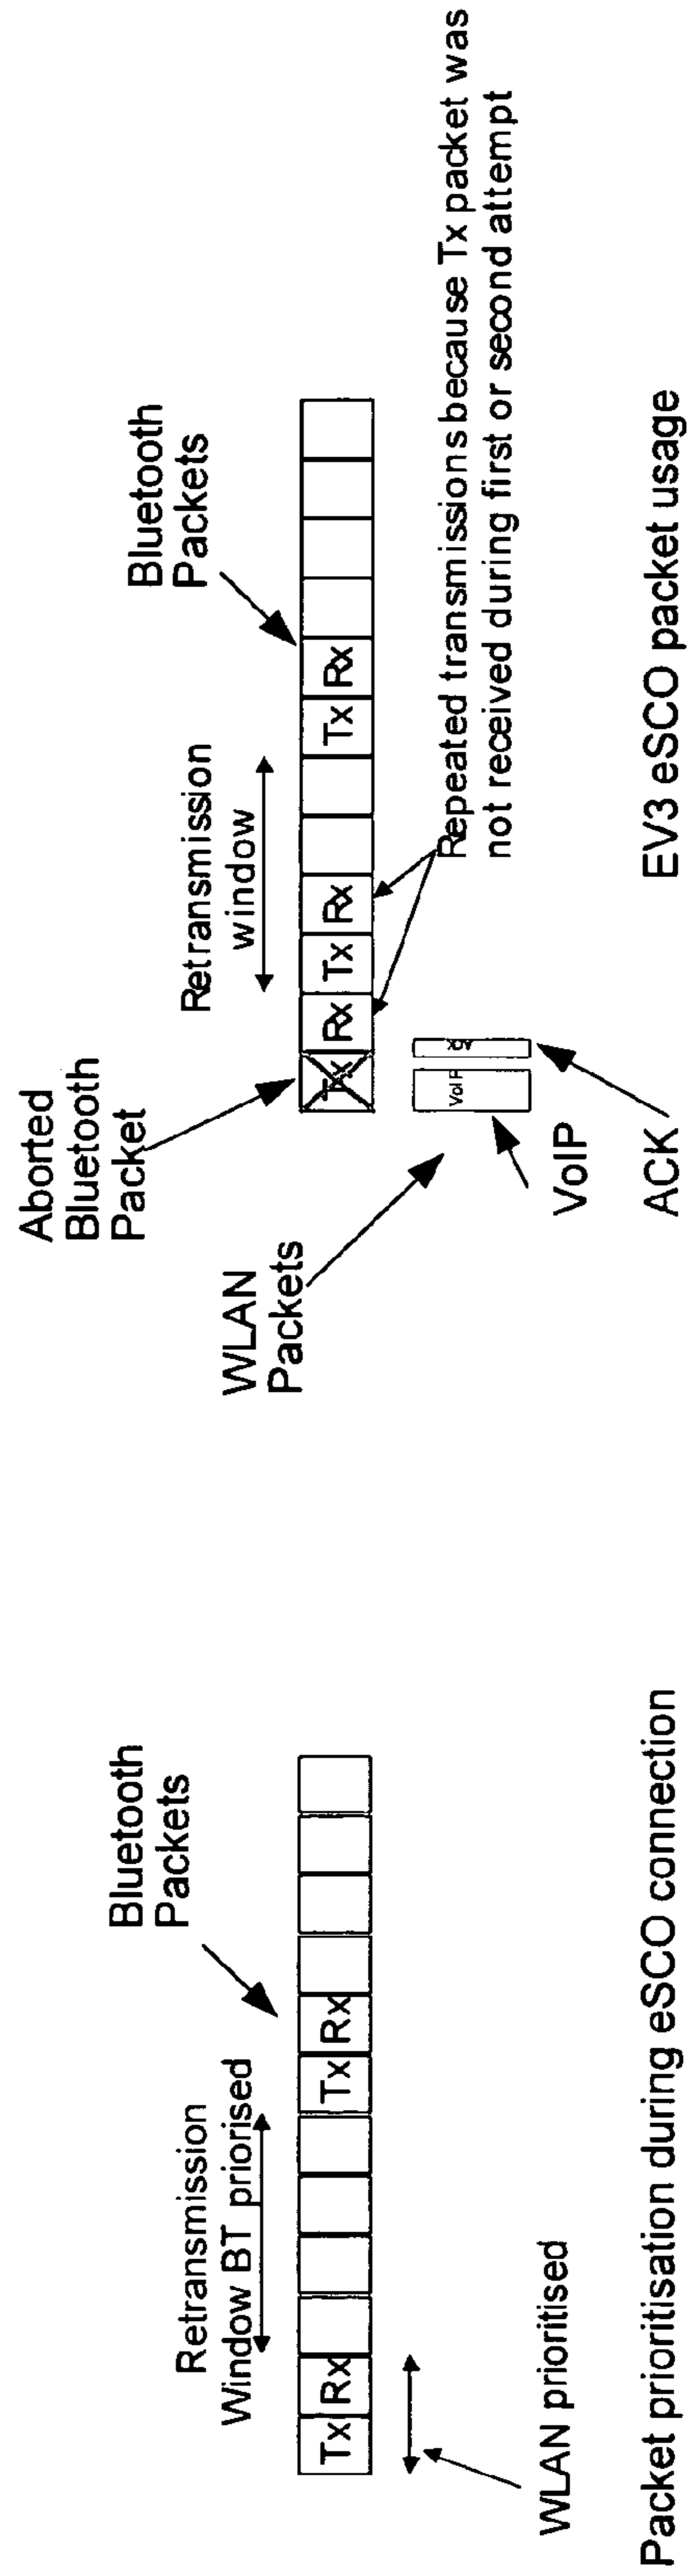 Retransmission
Window BT priorised
Bluetooth
Packets
Tx
Rx
Tx
Rx
WLAN prioritised
Packet prioritisation during eSCO connection
Aborted
Bluetooth
Packet
WLAN
Packets
Retransmission
window
Bluetooth
Packets
Tx
Rx
Tx
Rx
Tx
Rx
VoIP
ACK
VoIP
ACK
Repeated transmissions because Tx packet was
not received during first or second attempt
EV3 eSCO packet usage